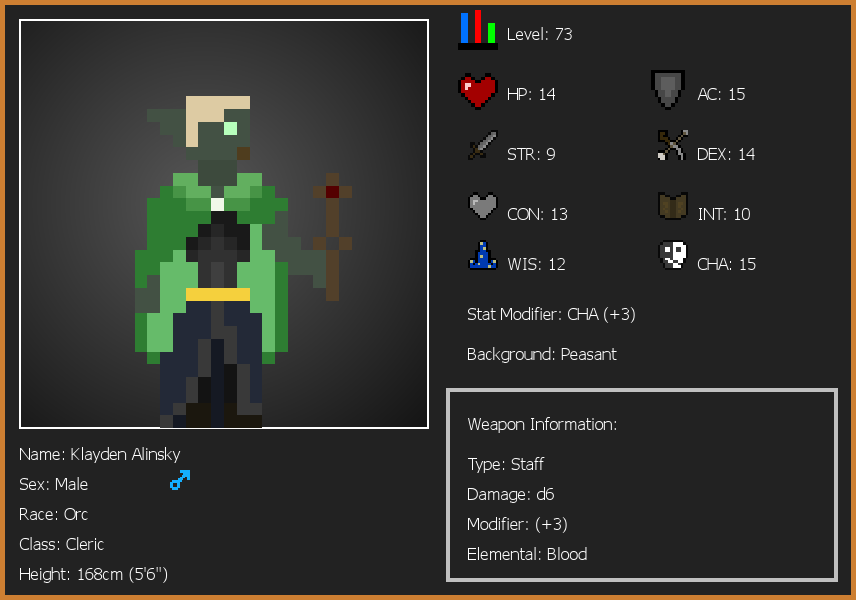 Level: 73
HP: 14
AC: 15
STR: 9
DEX: 14
CON: 13
INT: 10
WIS: 12
CHA: 15
Stat Modifier: CHA (+3)
Background: Peasant
Weapon Information:
Type: Staff
Damage: d6
Modifier: (+3)
Elemental: Blood
Name: Klayden Alinsky
Sex: Male
Race: Orc
Class: Cleric
Height: 168cm (5'6")